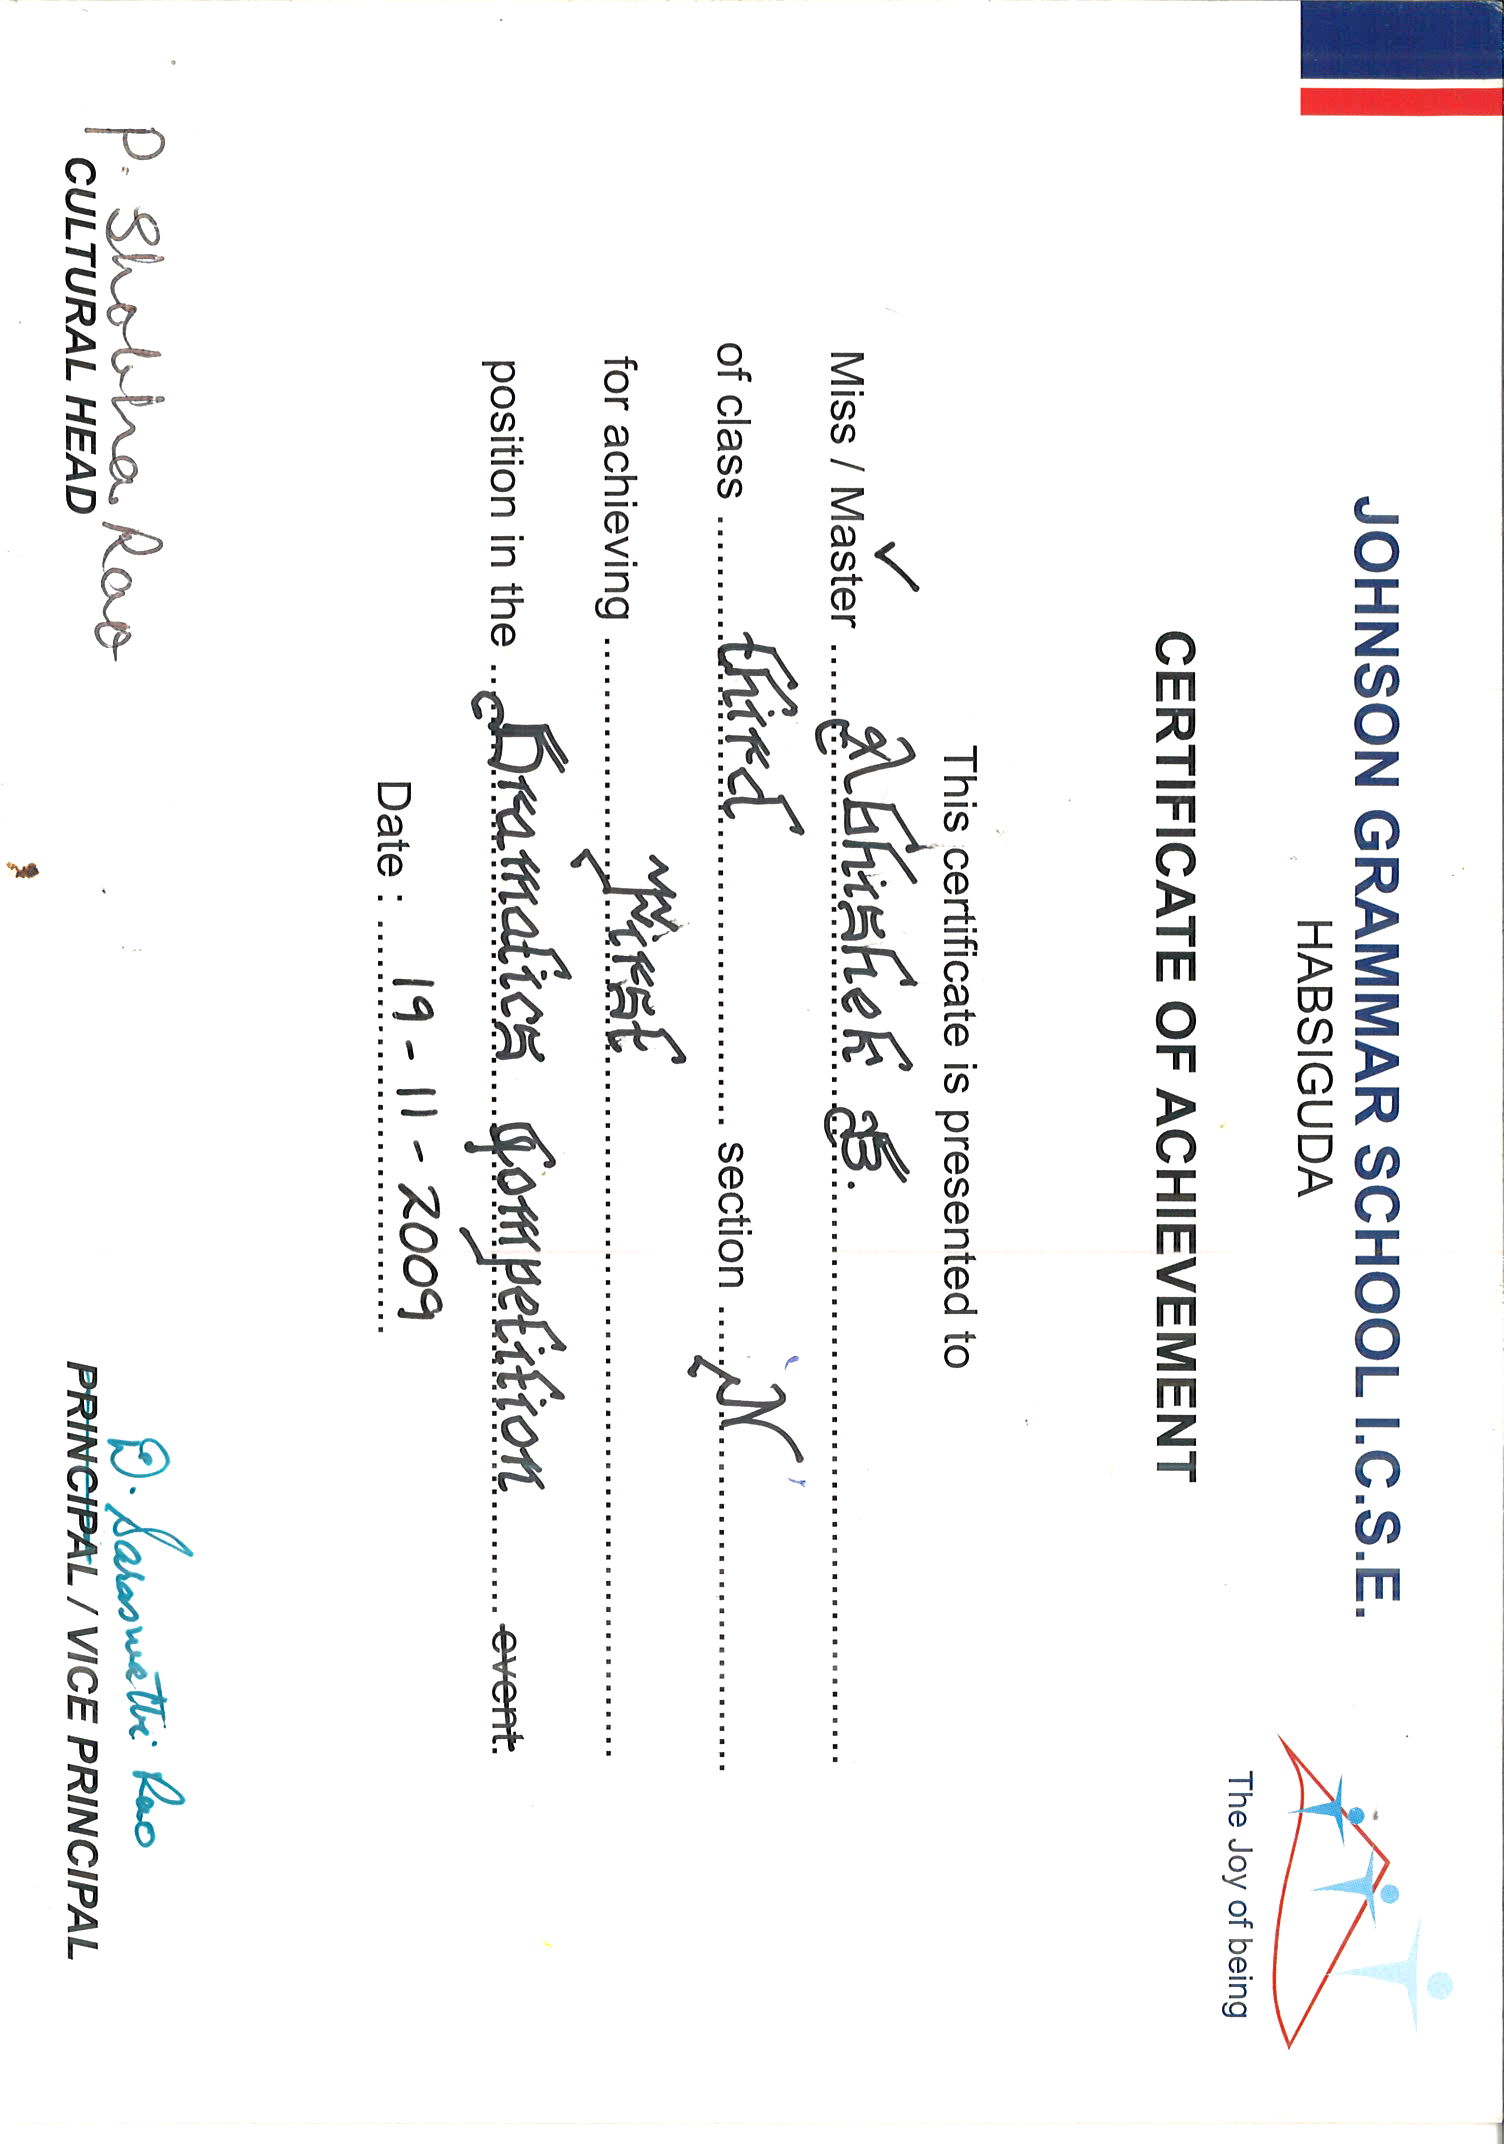 JOHNSON GRAMMAR SCHOOL I.C.S.E.
HABSIGUDA
The Joy of being
CERTIFICATE OF ACHIEVEMENT
This certificate is presented to
Miss / Master Abhishek B.
of class third section 'N'
for achieving First
position in the Dramatics Competition event.
Date : 19-11-2009
P. Shobha Rao
CULTURAL HEAD
D. Saraswathi Rao
PRINCIPAL / VICE PRINCIPAL